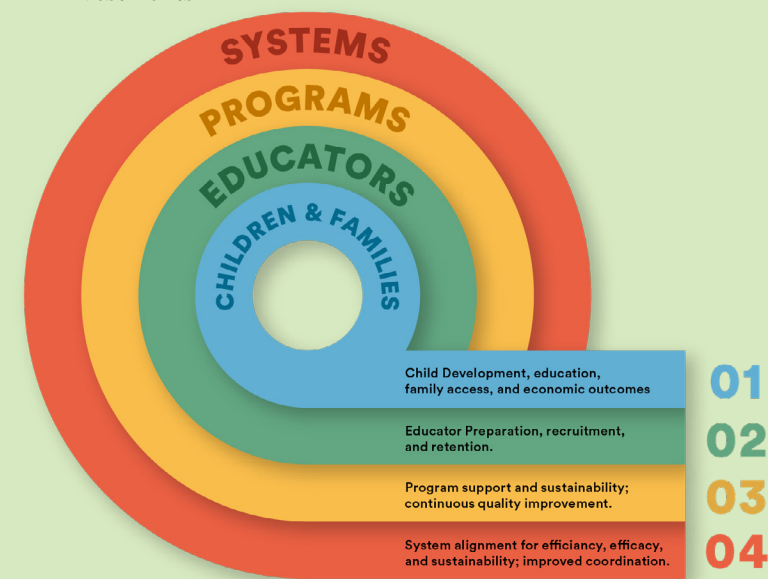 SYSTEMS
PROGRAMS
EDUCATORS
CHILDREN & FAMILIES
Child Development, education,
family access, and economic outcomes
01
Educator Preparation, recruitment,
and retention.
02
Program support and sustainability;
continuous quality improvement.
03
System alignment for efficiancy, efficacy,
and sustainability; improved coordination.
04